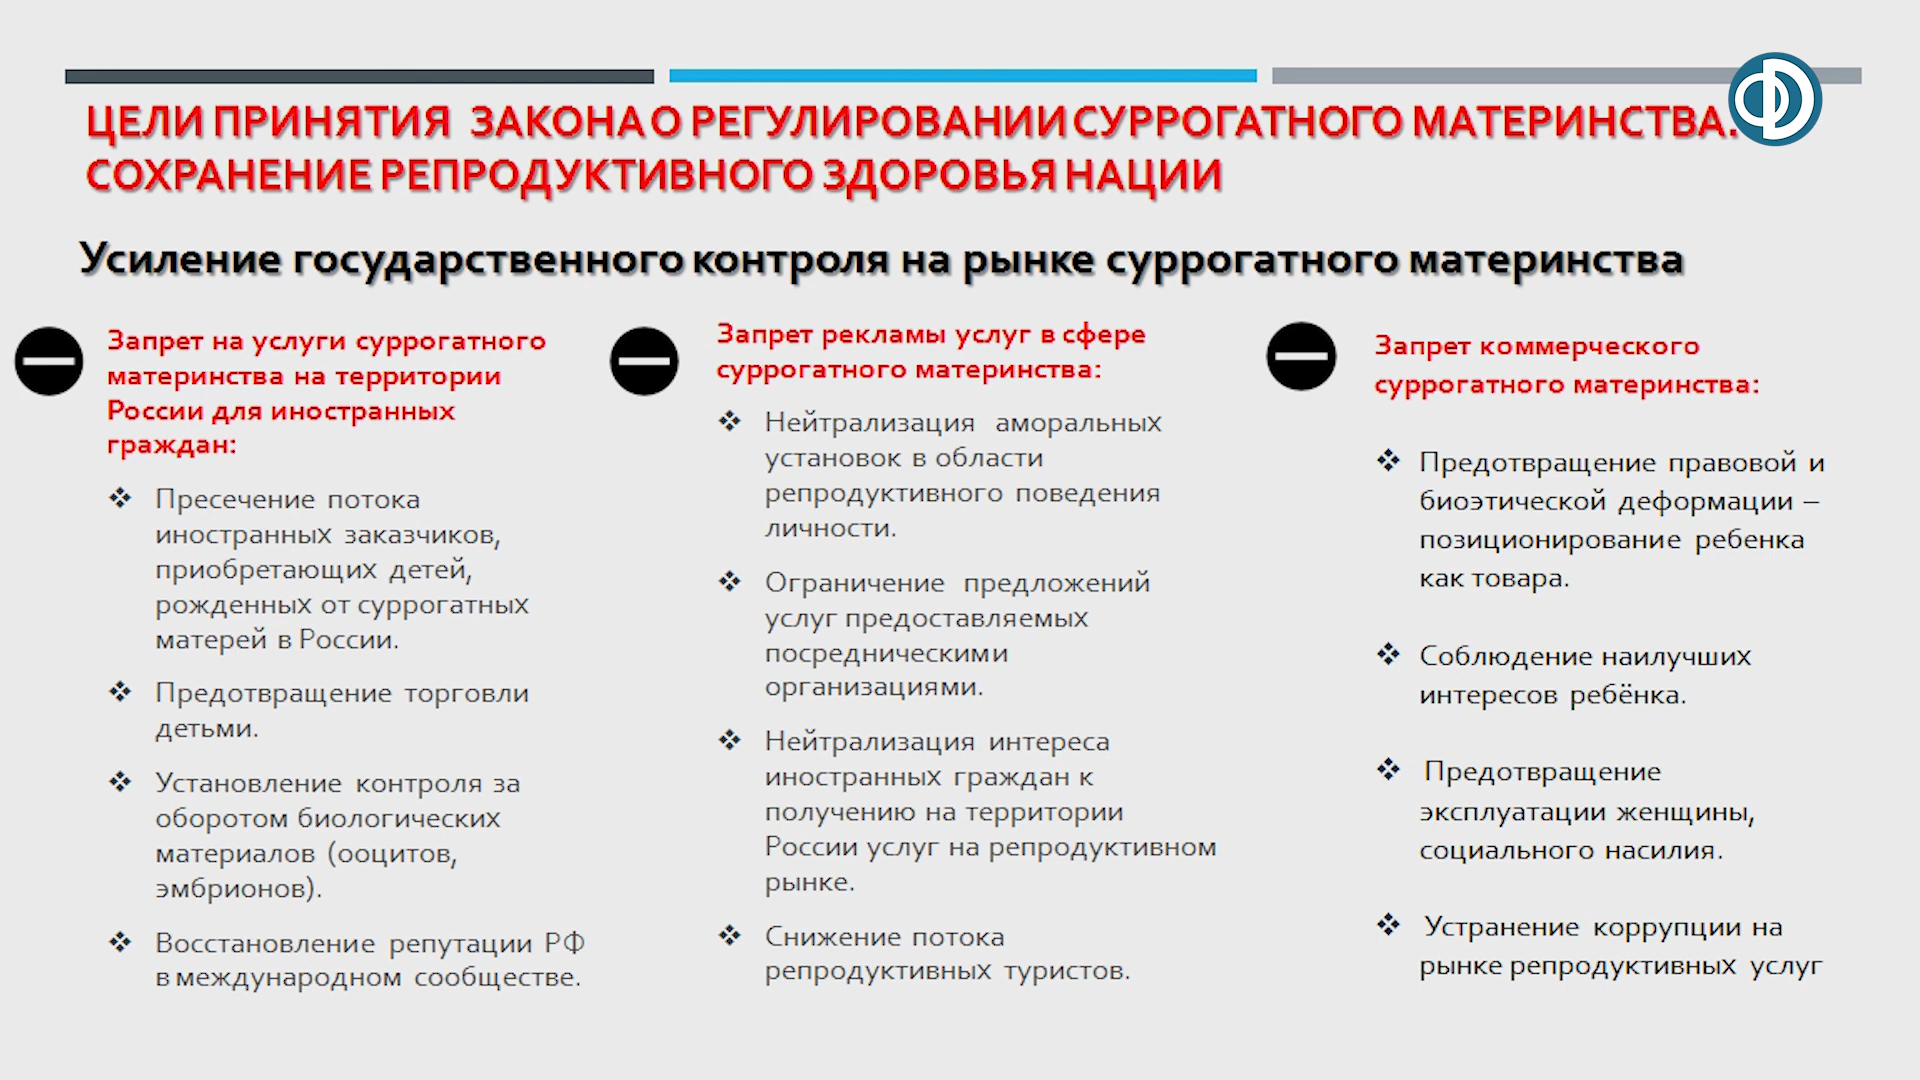 ЦЕЛИ ПРИНЯТИЯ ЗАКОНА О РЕГУЛИРОВАНИИ СУРРОГАТНОГО МАТЕРИНСТВА.
СОХРАНЕНИЕ РЕПРОДУКТИВНОГО ЗДОРОВЬЯ НАЦИИ
Усиление государственного контроля на рынке суррогатного материнства
Запрет на услуги суррогатного
материнства на территории
России для иностранных
граждан:
❖ Пресечение потока
иностранных заказчиков,
приобретающих детей,
рожденных от суррогатных
матерей в России.
❖ Предотвращение торговли
детьми.
❖ Установление контроля за
оборотом биологических
материалов (ооцитов,
эмбрионов).
❖ Восстановление репутации РФ
в международном сообществе.
Запрет рекламы услуг в сфере
суррогатного материнства:
❖ Нейтрализация аморальных
установок в области
репродуктивного поведения
личности.
❖ Ограничение предложений
услуг предоставляемых
посредническими
организациями.
❖ Нейтрализация интереса
иностранных граждан к
получению на территории
России услуг на репродуктивном
рынке.
❖ Снижение потока
репродуктивных туристов.
Запрет коммерческого
суррогатного материнства:
❖ Предотвращение правовой и
биоэтической деформации –
позиционирование ребенка
как товара.
❖ Соблюдение наилучших
интересов ребёнка.
❖ Предотвращение
эксплуатации женщины,
социального насилия.
❖ Устранение коррупции на
рынке репродуктивных услуг